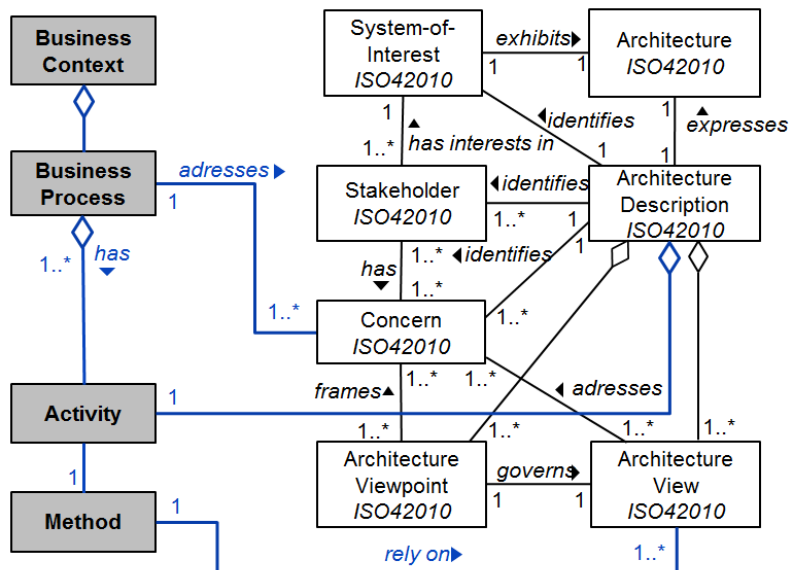 Business
Context
System-of-
Interest
ISO42010
exhibits
1
1
Architecture
ISO42010
1
1..*
has interests in
identifies
1
1
expresses
1
Business
Process
adresses
1
Stakeholder
ISO42010
identifies
1..*
1
Architecture
Description
ISO42010
1..*
has
has
1..*
identifies
1
1..*
1..*
Concern
ISO42010
1..*
frames
1..*
1..*
adresses
Activity
1
1..*
1..*
1..*
1..*
1
Architecture
Viewpoint
ISO42010
governs
1
1
Architecture
View
ISO42010
Method
1
rely on
1..*